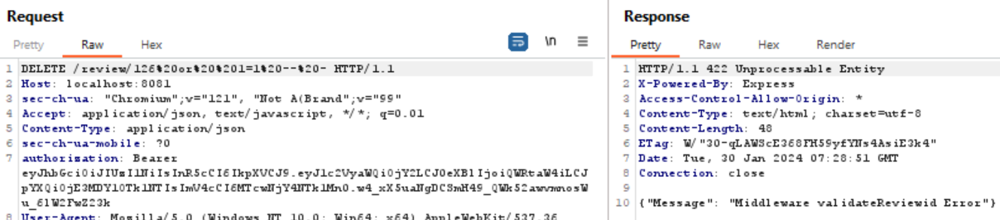 Request
Pretty Raw Hex
\n
1 DELETE /review/126%20or%20%201=1%20--%20- HTTP/1.1
2 Host: localhost:8081
3 sec-ch-ua: "Chromium";v="121", "Not A(Brand";v="99"
4 Accept: application/json, text/javascript, */*; q=0.01
5 Content-Type: application/json
6 sec-ch-ua-mobile: ?0
7 authorization: Bearer
8 User-Agent: Mozilla/5.0 (Windows NT 10.0; Win64; x64) AppleWebKit/537.36
Response
Pretty Raw Hex Render
1 HTTP/1.1 422 Unprocessable Entity
2 X-Powered-By: Express
3 Access-Control-Allow-Origin: *
4 Content-Type: text/html; charset=utf-8
5 Content-Length: 48
6 ETag: W/"30-qLAWScE368FH59yfYNs4AsiE3k4"
7 Date: Tue, 30 Jan 2024 07:28:51 GMT
8 Connection: close
9
10 {"Message": "Middleware validateReviewid Error"}